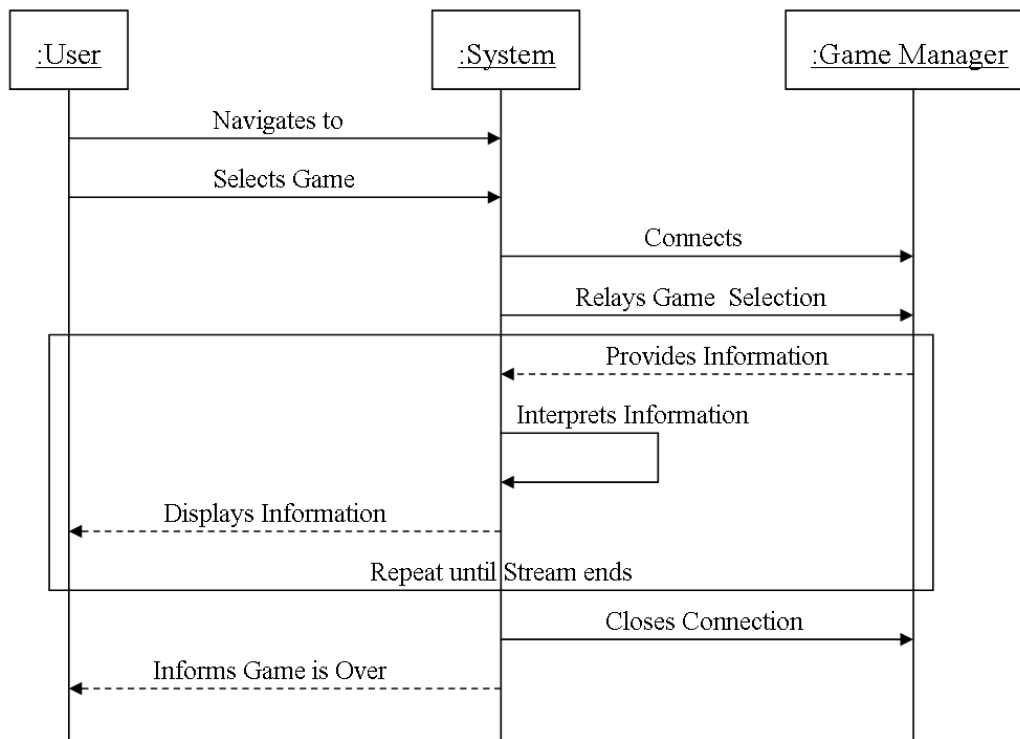 :User
:System
:Game Manager
Navigates to
Selects Game
Connects
Relays Game Selection
Provides Information
Interprets Information
Displays Information
Repeat until Stream ends
Closes Connection
Informs Game is Over